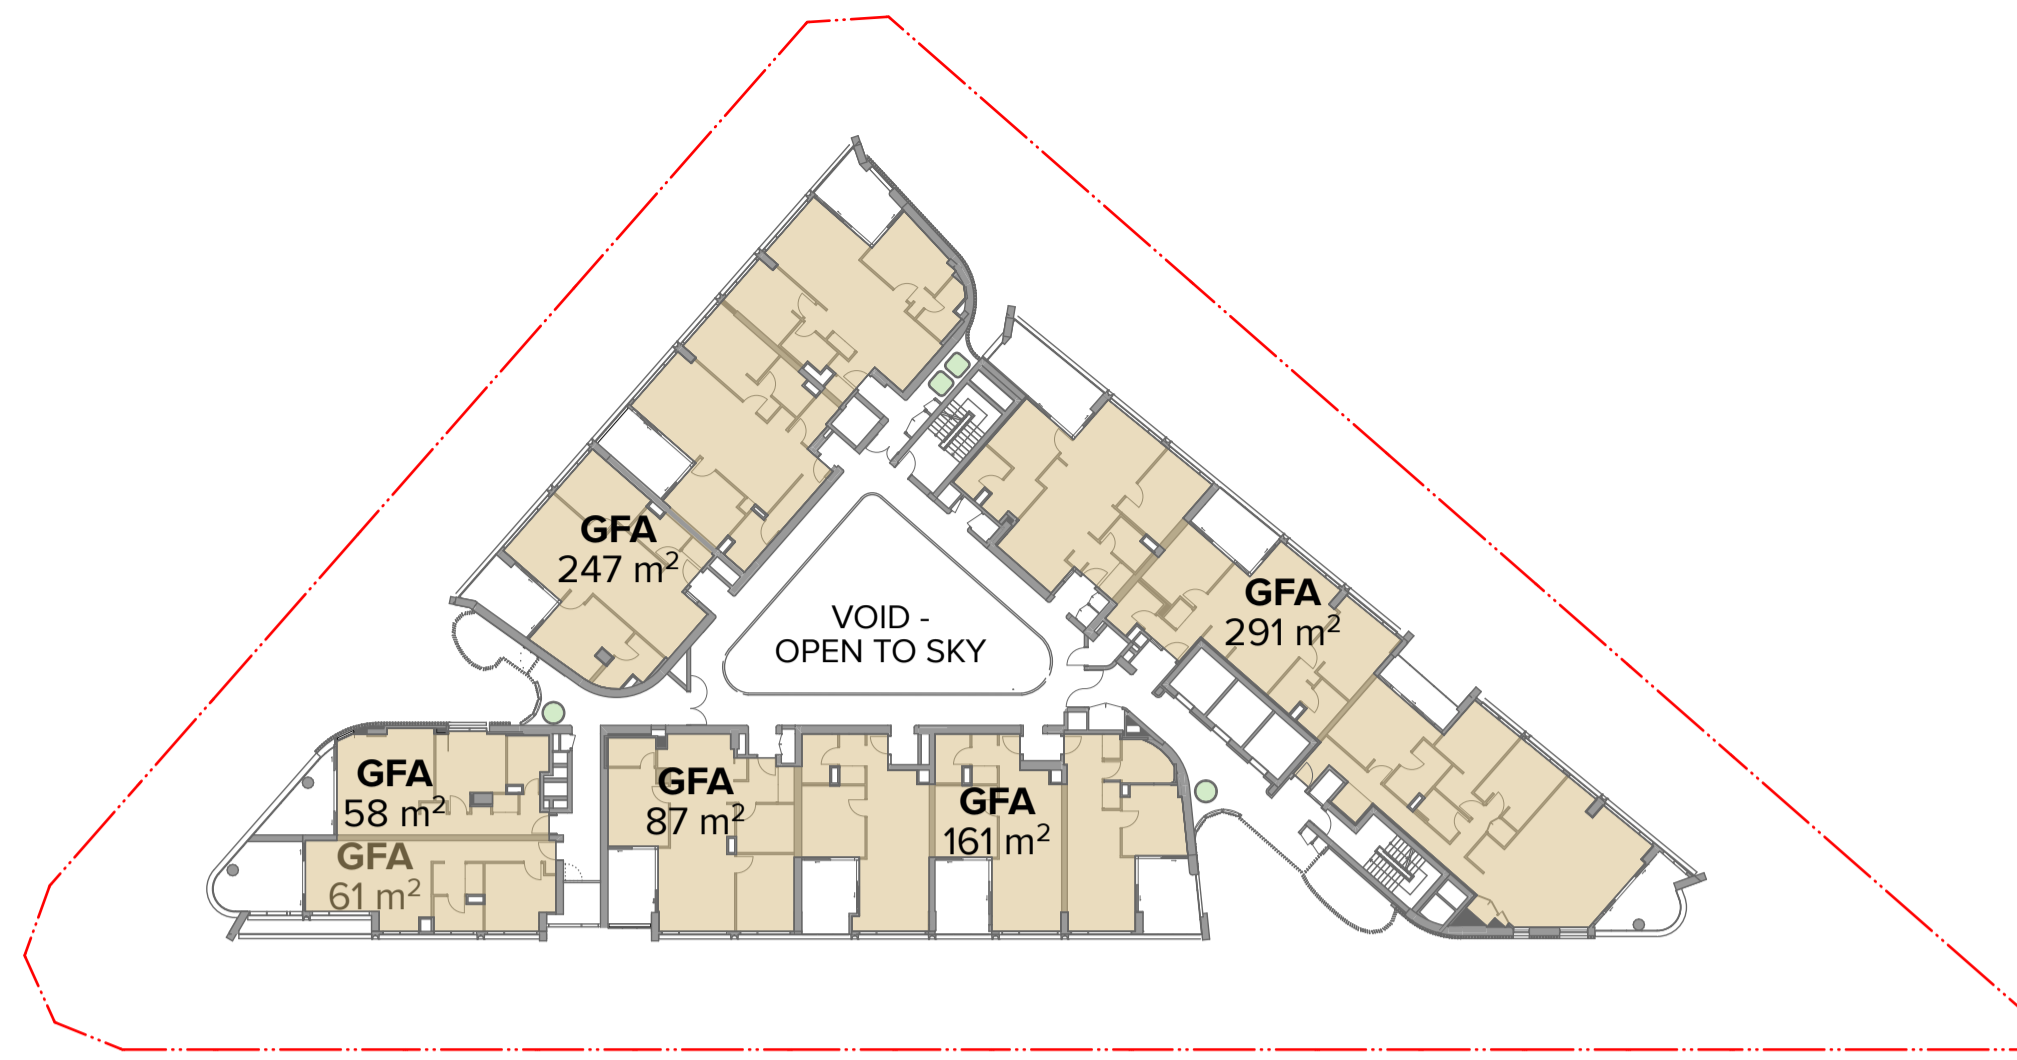 GFA
247 m²
GFA
291 m²
VOID -
OPEN TO SKY
GFA
58 m²
GFA
87 m²
GFA
161 m²
GFA
61 m²